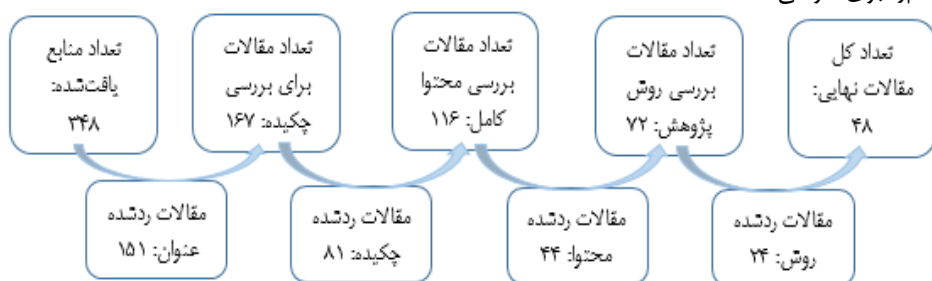 تعداد منابع
یافت‌شده:
۳۴۸
تعداد مقالات
برای بررسی
چکیده: ۱۶۷
تعداد مقالات
بررسی محتوا
کامل: ۱۱۶
تعداد مقالات
بررسی روش
پژوهش: ۷۲
تعداد کل
مقالات نهایی:
۴۸
مقالات ردشده
عنوان: ۱۵۱
مقالات ردشده
چکیده: ۸۱
مقالات ردشده
محتوا: ۴۴
مقالات ردشده
روش: ۲۴